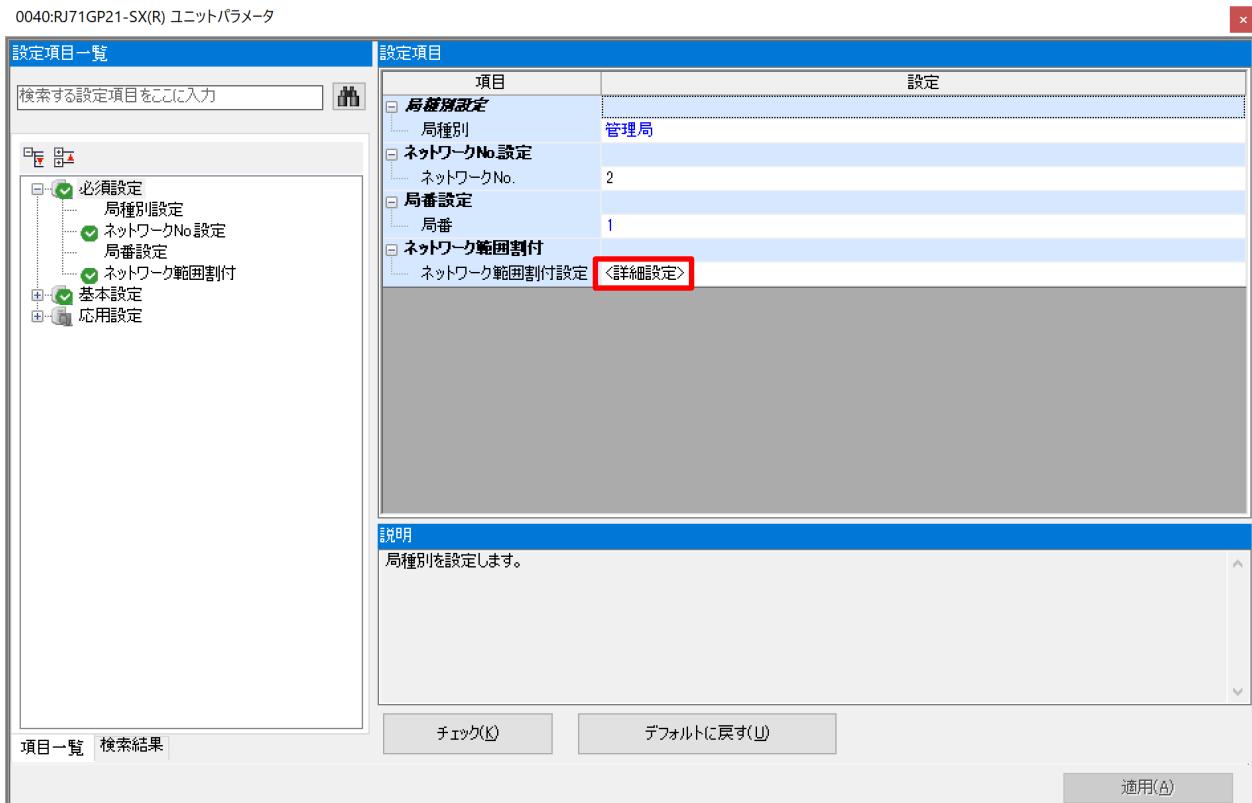 0040:RJ71GP21-SX(R) ユニットパラメータ
設定項目一覧
検索する設定項目をここに入力
必須設定
局種別設定
ネットワークNo.設定
局番設定
ネットワーク範囲割付
基本設定
応用設定
項目一覧
検索結果
設定項目
項目 設定
局種別設定
局種別 管理局
ネットワークNo.設定
ネットワークNo. 2
局番設定
局番 1
ネットワーク範囲割付
ネットワーク範囲割付設定 <詳細設定>
説明
局種別を設定します。
チェック(K) デフォルトに戻す(U)
適用(A)